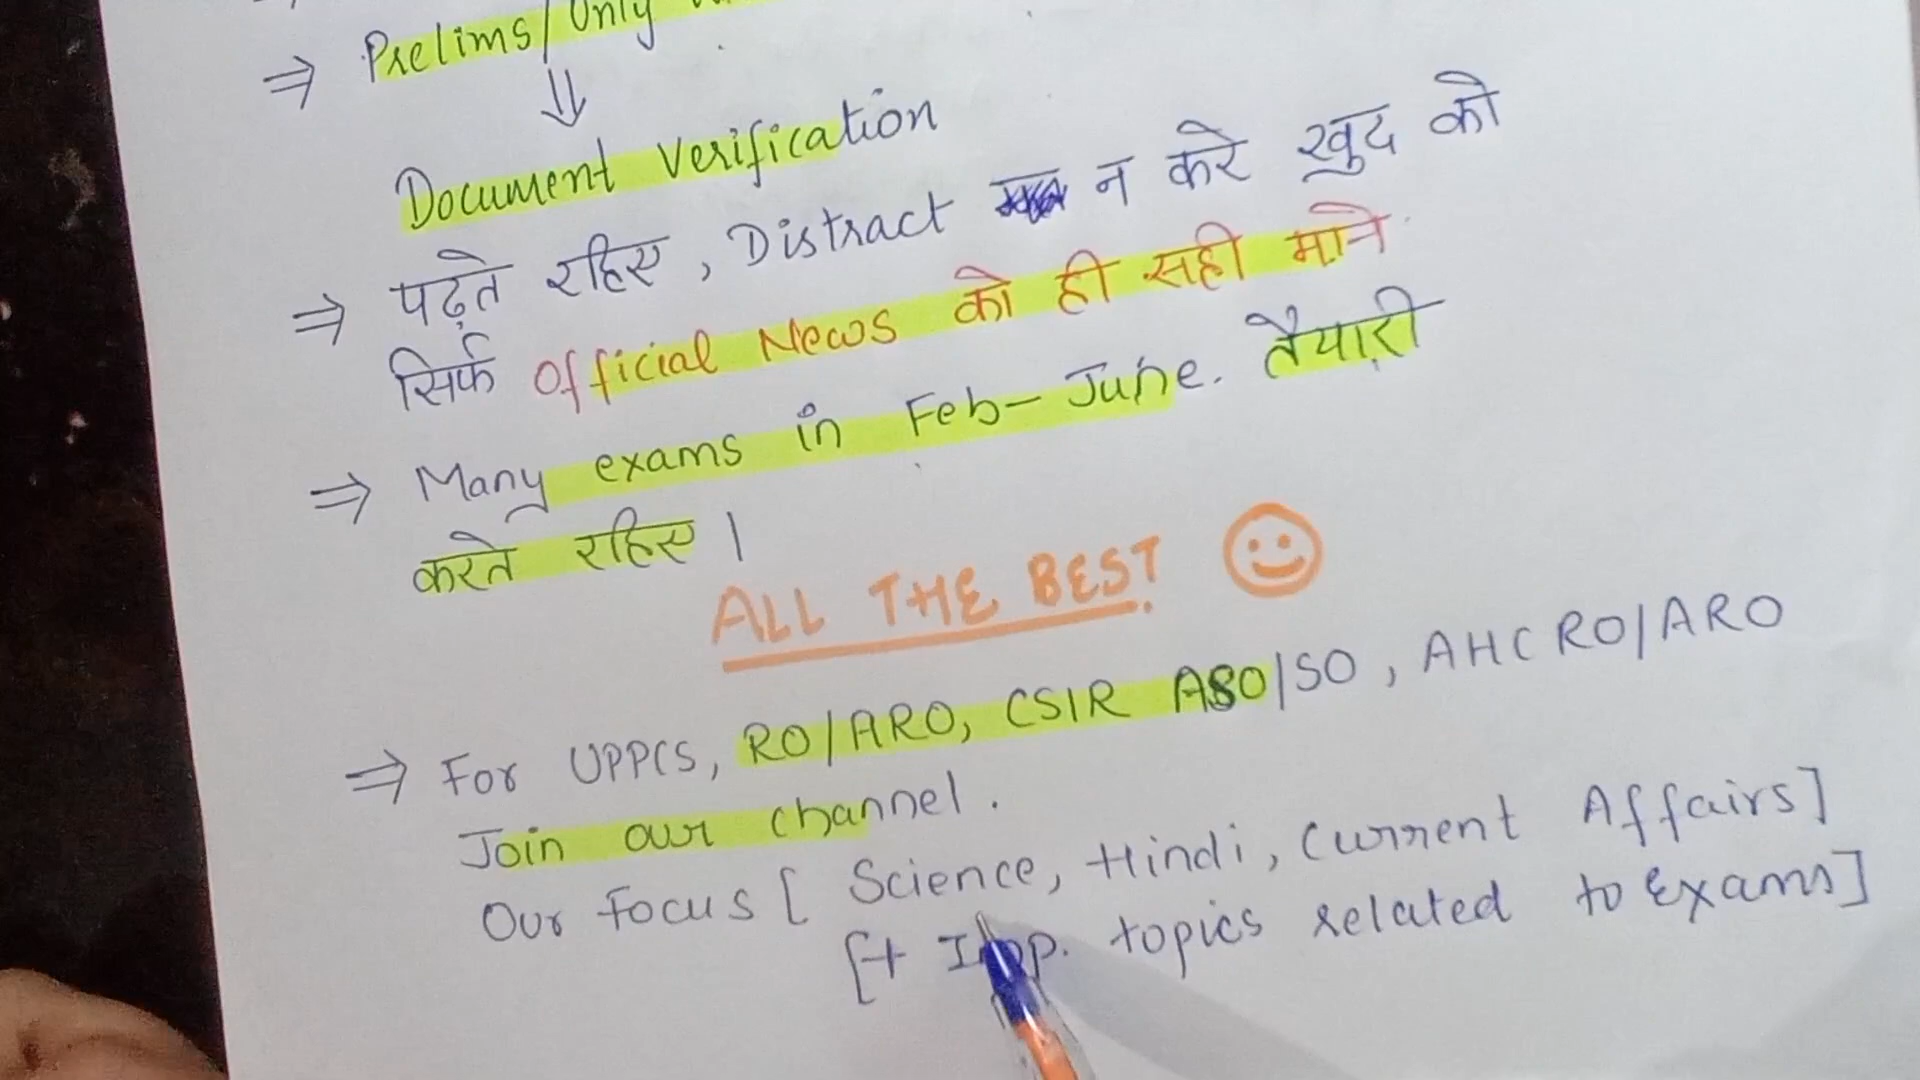 ⇒ Prelims/Only
⇓
Document Verification
⇒ पढ़ते रहिए, Distract न करे खुद को
सिर्फ Official News को ही सही माने
⇒ Many exams in Feb-June. तैयारी
करते रहिए।
ALL THE BEST
⇒ For UPPCS, RO/ARO, CSIR ASO/SO, AHC RO/ARO
Join our channel.
Our Focus [ Science, Hindi, Current Affairs]
[+ Imp. topics related to Exams]